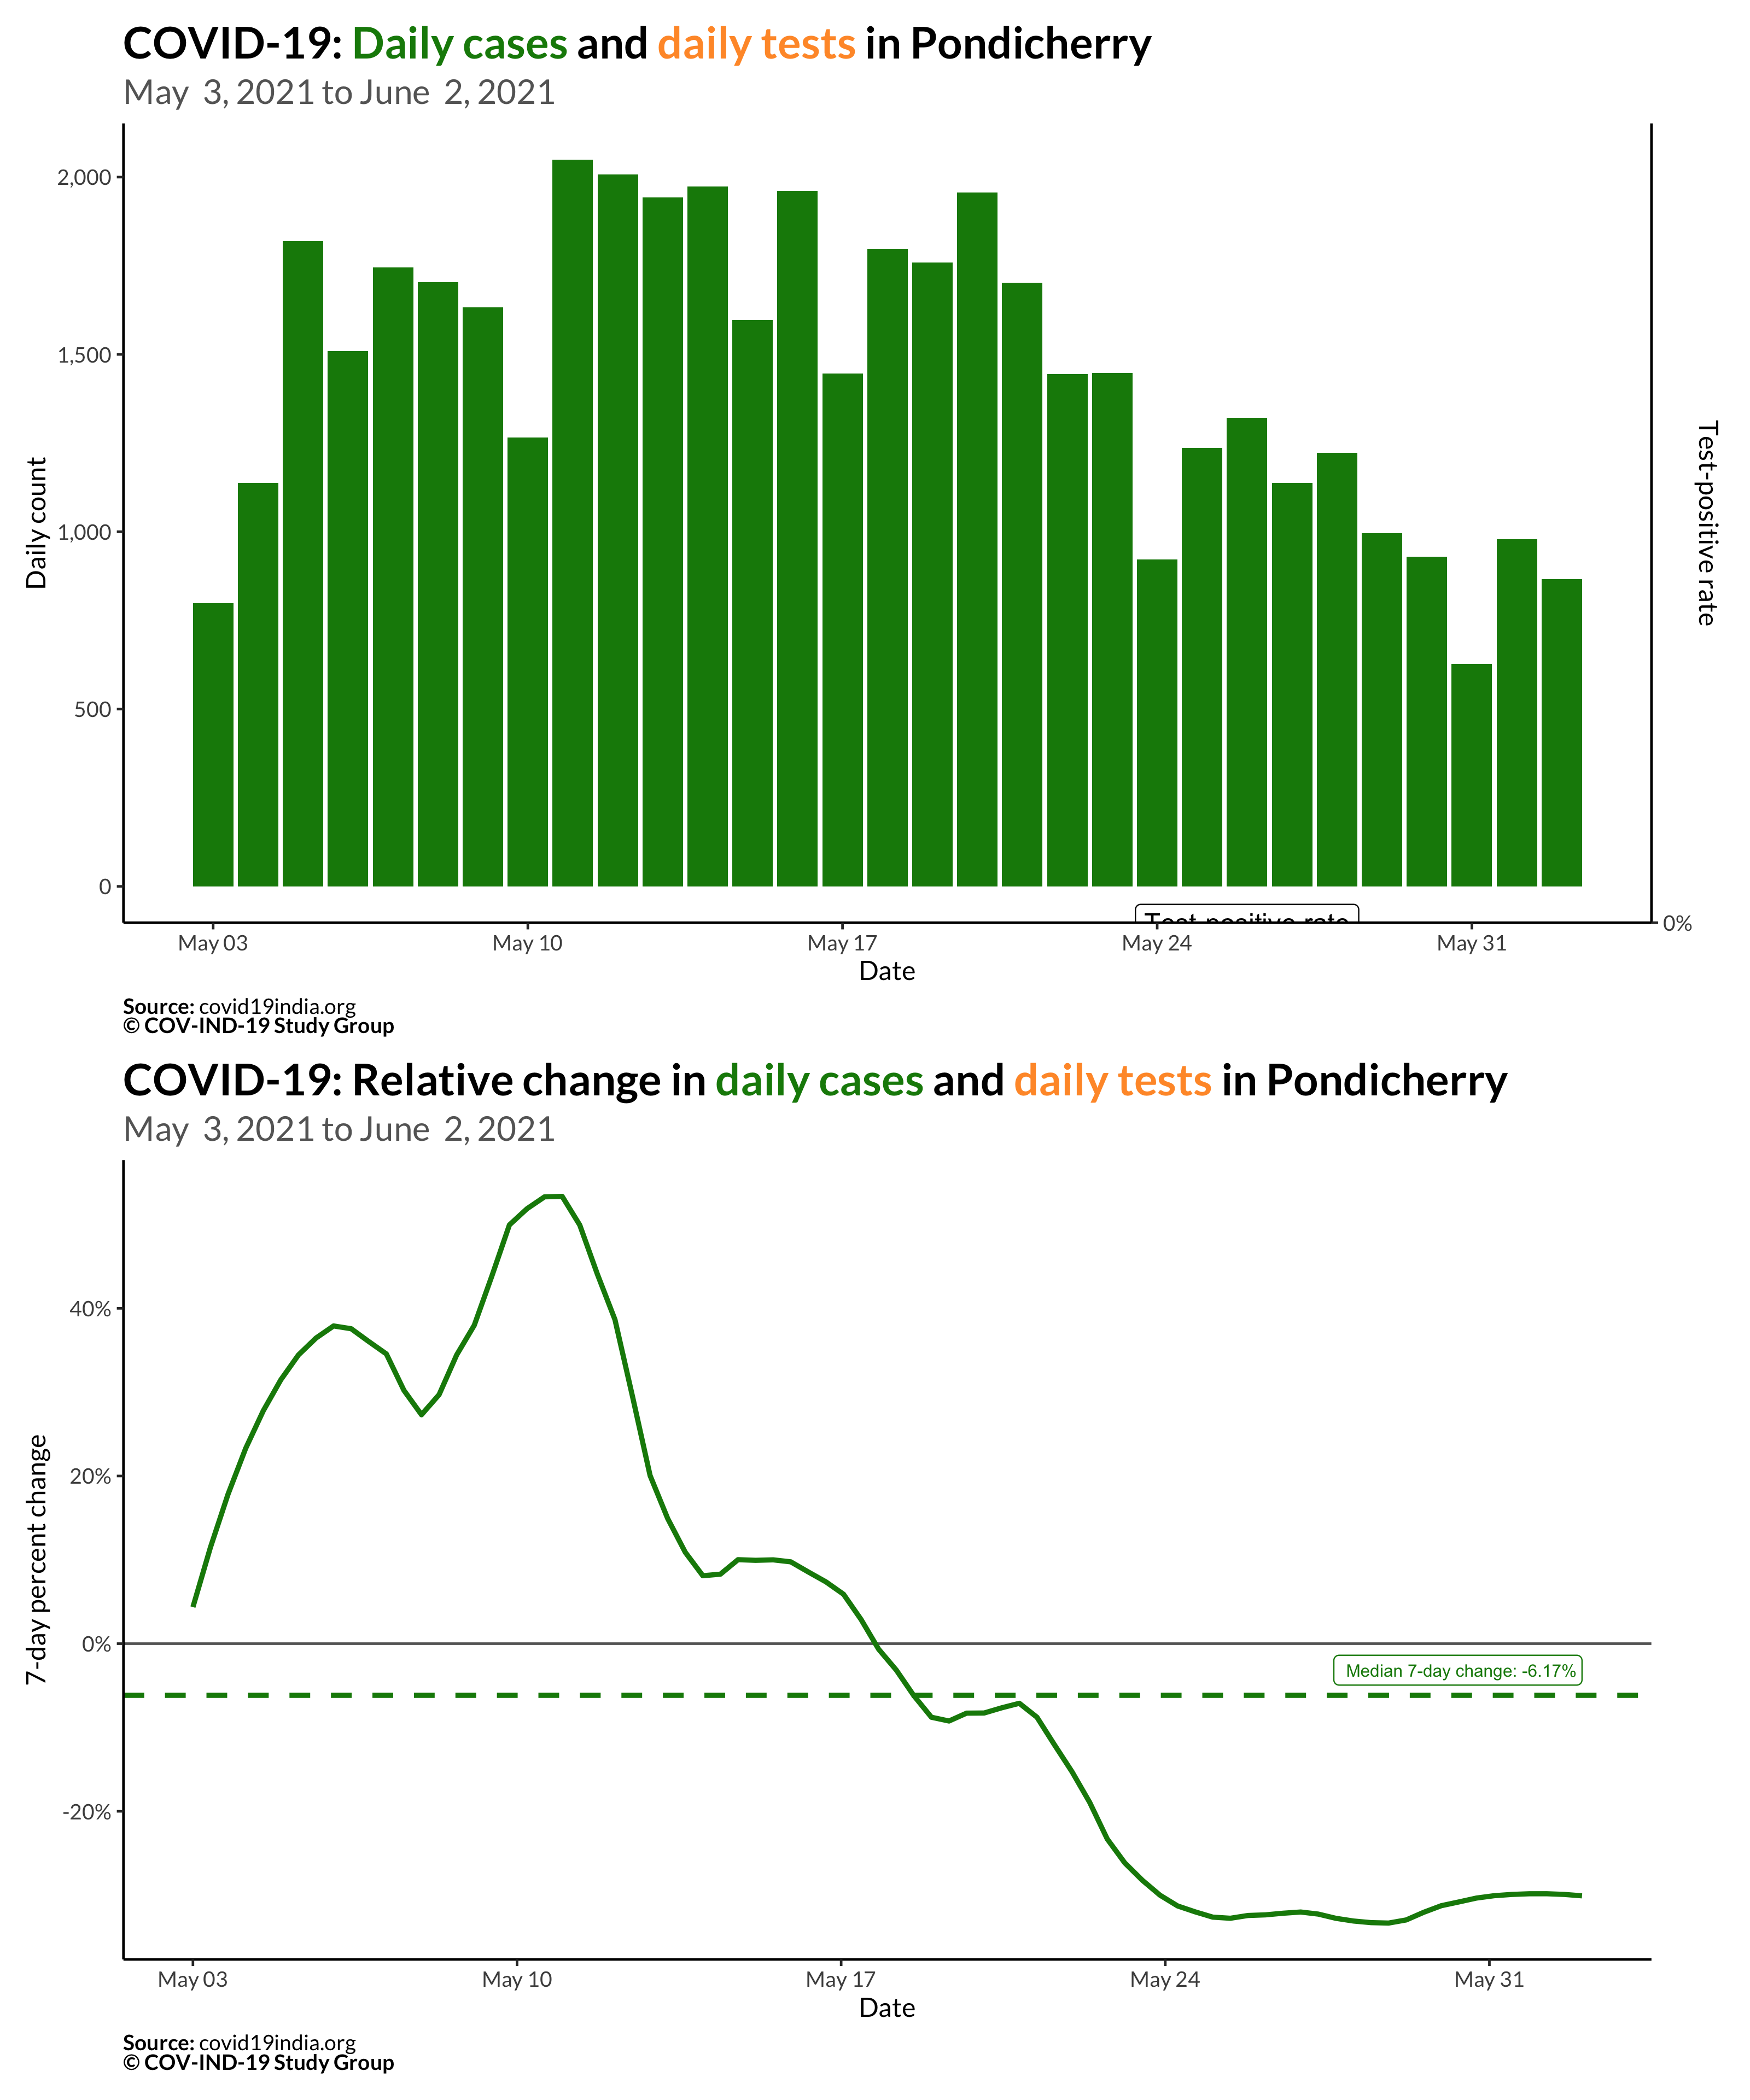 COVID-19: Daily cases and daily tests in Pondicherry
May 3, 2021 to June 2, 2021
2,000
1,500
1,000
500
0
Daily count
Test-positive rate
Test-positive rate
0%
May 03
May 10
May 17
May 24
May 31
Date
Source: covid19india.org
© COV-IND-19 Study Group
COVID-19: Relative change in daily cases and daily tests in Pondicherry
May 3, 2021 to June 2, 2021
40%
20%
0%
-20%
7-day percent change
Median 7-day change: -6.17%
May 03
May 10
May 17
May 24
May 31
Date
Source: covid19india.org
© COV-IND-19 Study Group